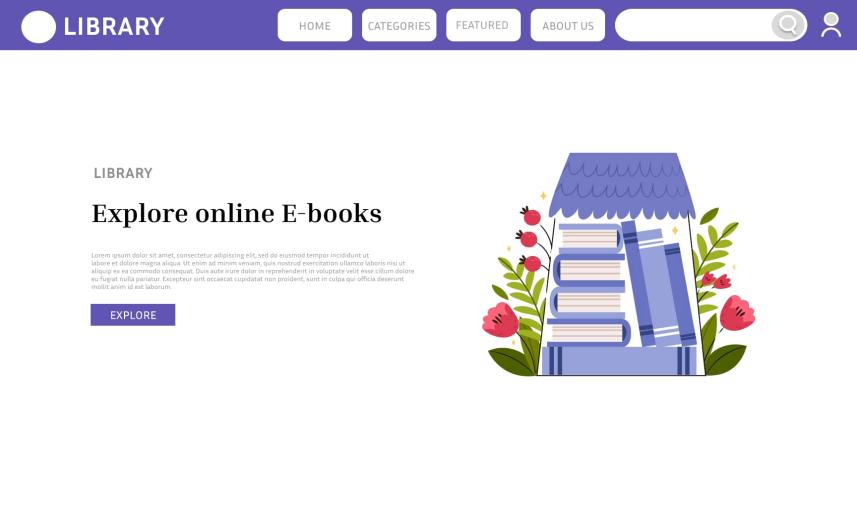 LIBRARY
HOME
CATEGORIES
FEATURED
ABOUT US
LIBRARY
Explore online E-books
Lorem ipsum dolor sit amet, consectetur adipiscing elit, sed do eiusmod tempor incididunt ut
labore et dolore magna aliqua. Ut enim ad minim veniam, quis nostrud exercitation ullamco laboris nisi ut
aliquip ex ea commodo consequat. Duis aute irure dolor in reprehenderit in voluptate velit esse cillum dolore
eu fugiat nulla pariatur. Excepteur sint occaecat cupidatat non proident, sunt in culpa qui officia deserunt
mollit anim id est laborum.
EXPLORE